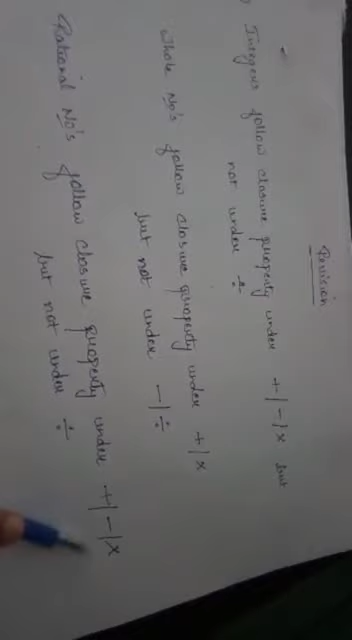 Revision
Integers follow closure property under + | - | × but
not under ÷
Whole No's follow closure property under + | ×
but not under - | ÷
Rational No's follow closure property under + | - | ×
but not under ÷